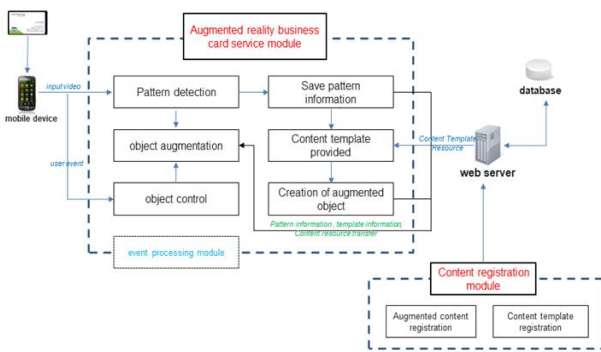 Augmented reality business
card service module
input video
Pattern detection
Save pattern
information
mobile device
database
object augmentation
Content template
provided
Content Template
Resource
user event
web server
object control
Creation of augmented
object
Pattern information, template information,
Content resource transfer
event processing module
Content registration
module
Augmented content
registration
Content template
registration